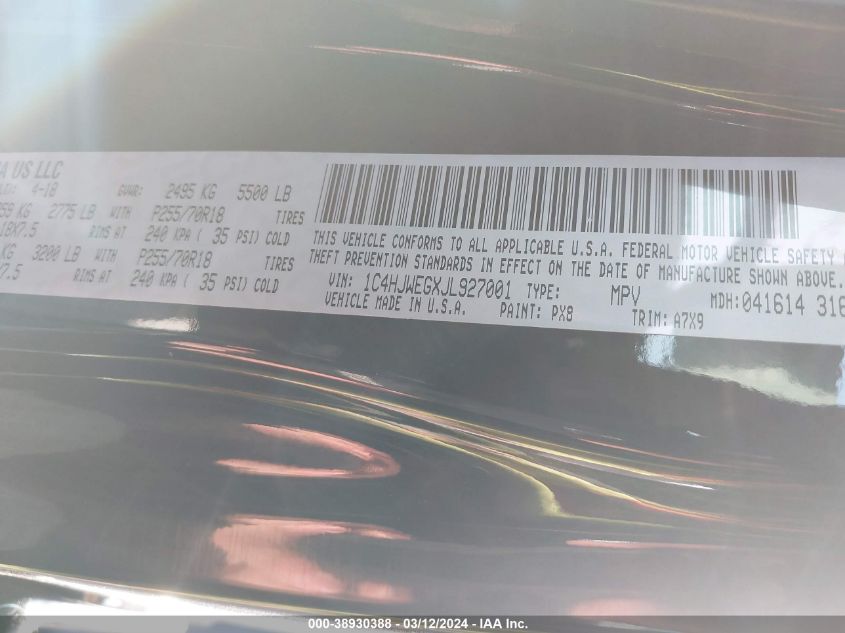 A US LLC
4-18 GVWR: 2495 KG 5500 LB
2775 LB WITH P255/70R18 TIRES
18X7.5 RIMS AT 240 KPA ( 35 PSI) COLD
KG 3200 LB WITH P255/70R18 TIRES
X7.5 RIMS AT 240 KPA ( 35 PSI) COLD
THIS VEHICLE CONFORMS TO ALL APPLICABLE U.S.A. FEDERAL MOTOR VEHICLE SAFETY
THEFT PREVENTION STANDARDS IN EFFECT ON THE DATE OF MANUFACTURE SHOWN ABOVE.
VIN: 1C4HJWEGXJL927001 TYPE: MPV MDH:041614 316
VEHICLE MADE IN U.S.A. PAINT: PX8 TRIM: A7X9
000-38930388 - 03/12/2024 - IAA Inc.